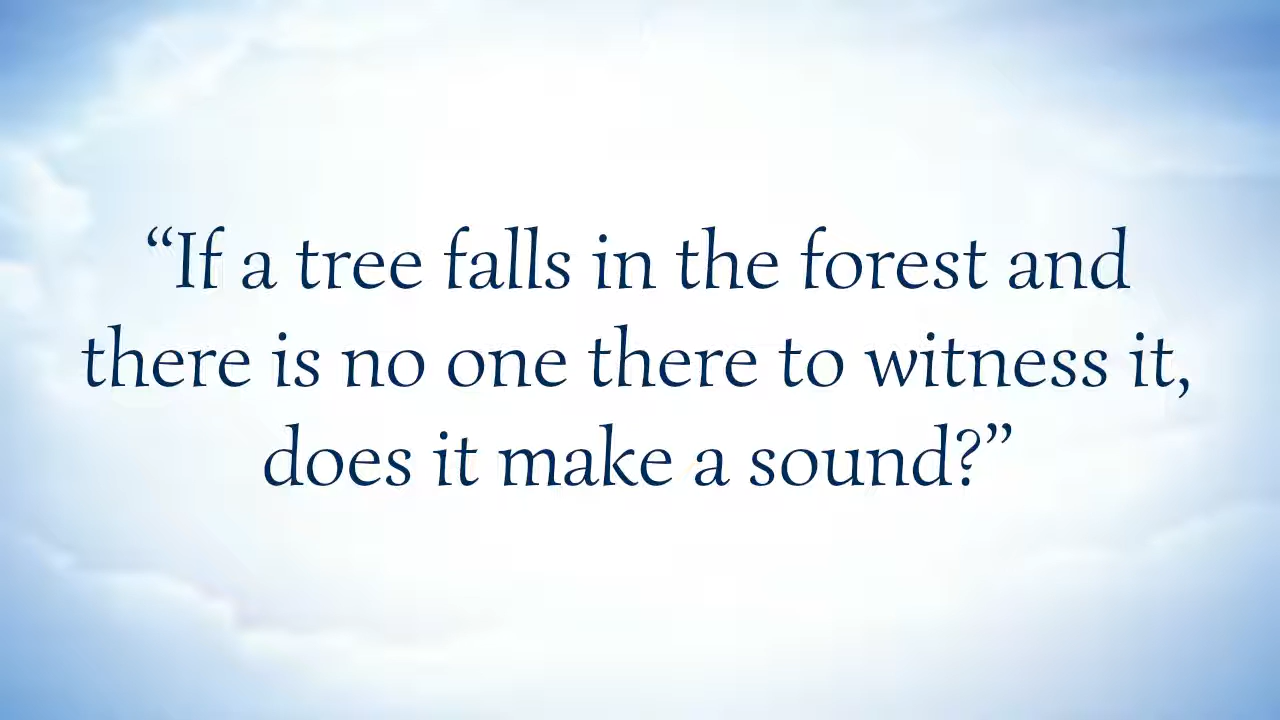 “If a tree falls in the forest and
there is no one there to witness it,
does it make a sound?”